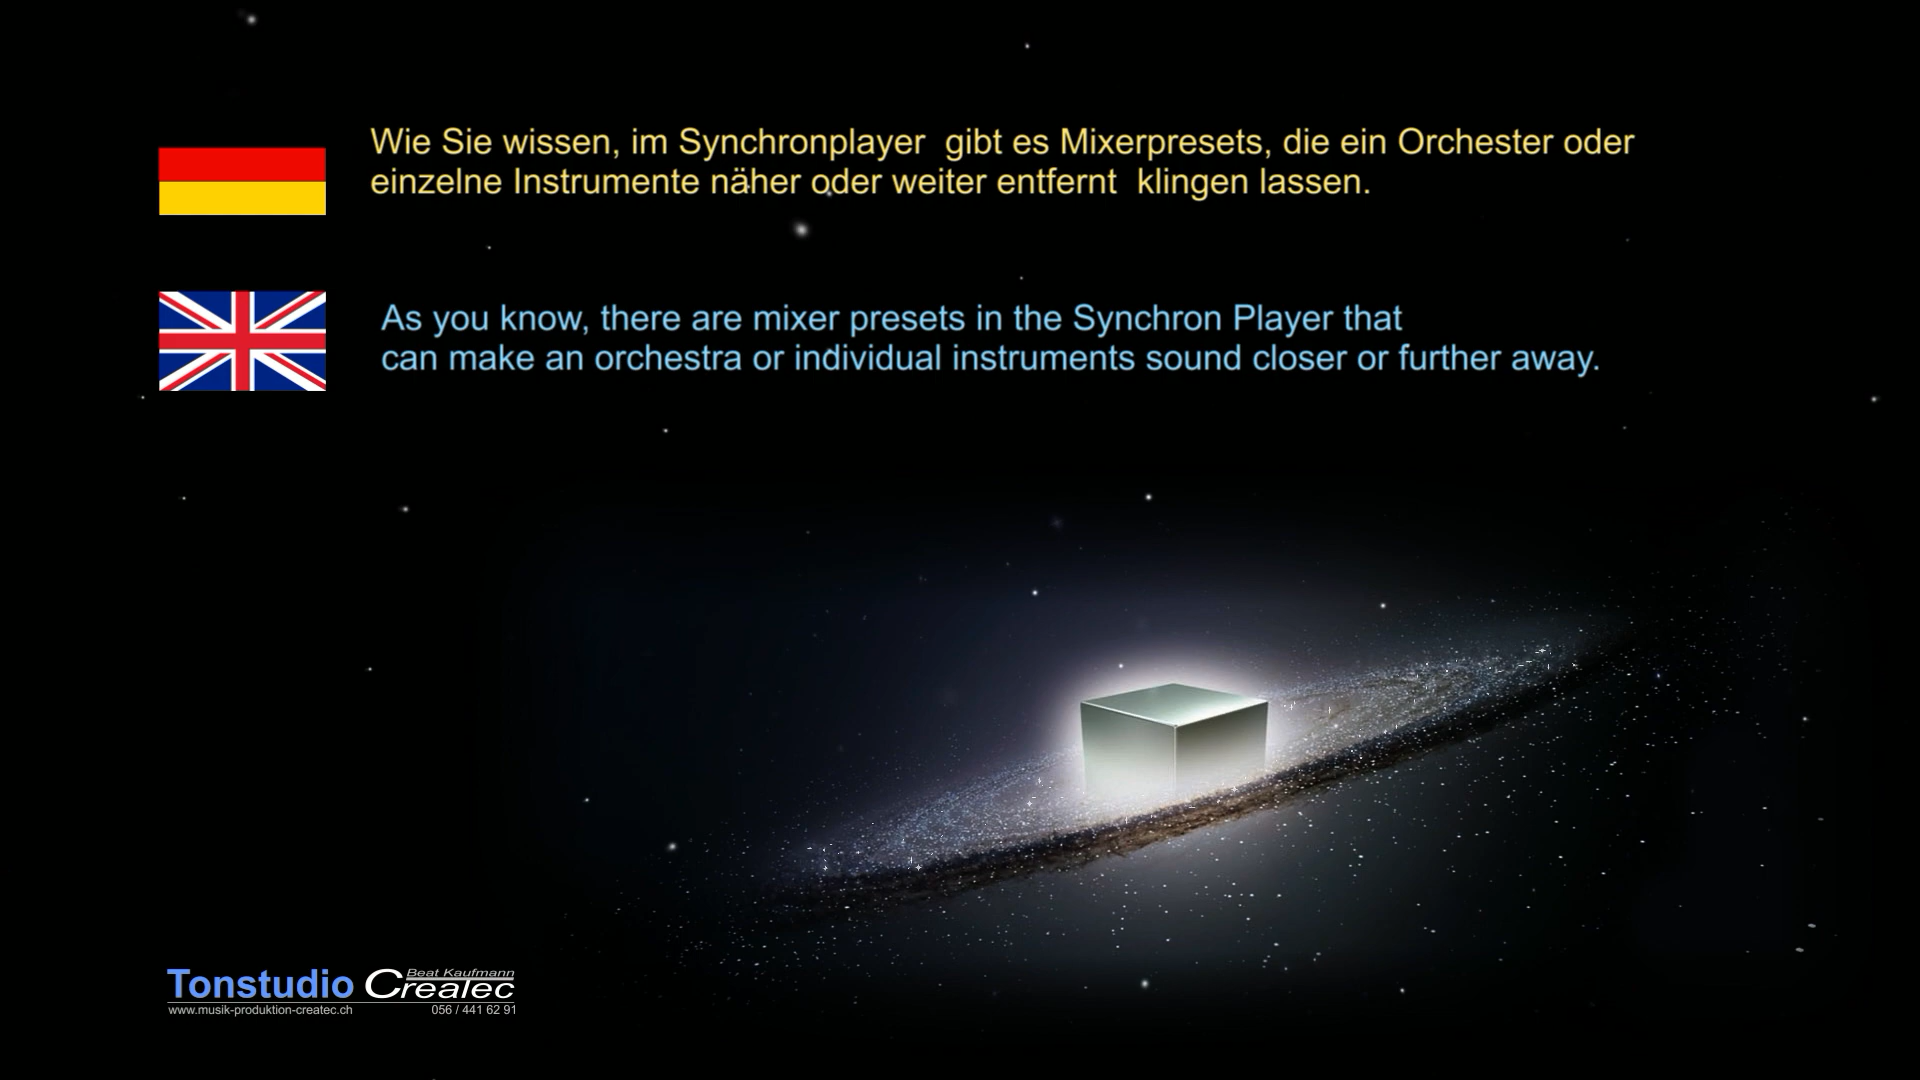 Wie Sie wissen, im Synchronplayer  gibt es Mixerpresets, die ein Orchester oder
einzelne Instrumente näher oder weiter entfernt  klingen lassen.
As you know, there are mixer presets in the Synchron Player that
can make an orchestra or individual instruments sound closer or further away.
Tonstudio Createc Beat Kaufmann
www.musik-produktion-createc.ch 056 / 441 62 91